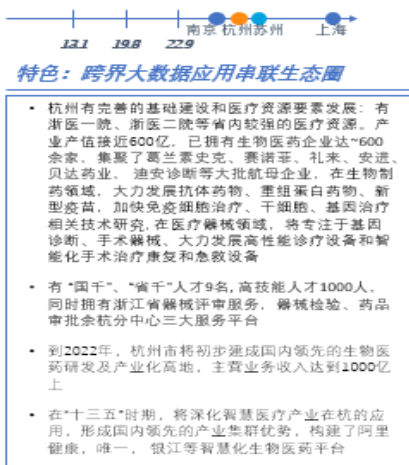 南京 杭州苏州 上海
13.1 19.8 22.9
特色：跨界大数据应用串联生态圈
• 杭州有完善的基础建设和医疗资源要素发展：有
浙医一院、浙医二院等省内较强的医疗资源。产
业产值接近600亿，已拥有生物医药企业达~600
余家，集聚了葛兰素史克、赛诺菲、礼来、安进、
贝达药业， 迪安诊断等大批航母企业，在生物制
药领域，大力发展抗体药物、重组蛋白药物、新
型疫苗，加快免疫细胞治疗、干细胞、基因治疗
相关技术研究,在医疗器械领域，将专注于基因
诊断、手术器械、大力发展高性能诊疗设备和智
能化手术治疗康复和急救设备
• 有“国千”、“省千”人才9名,高技能人才1000人，
同时拥有浙江省器械评审服务，器械检验、药品
审批余杭分中心三大服务平台
• 到2022年，杭州市将初步建成国内领先的生物医
药研发及产业化高地，主营业务收入达到1000亿
上
• 在“十三五”时期，将深化智慧医疗产业在杭的应
用，形成国内领先的产业集群优势，构建了阿里
健康，唯一， 银江等智慧化生物医药平台